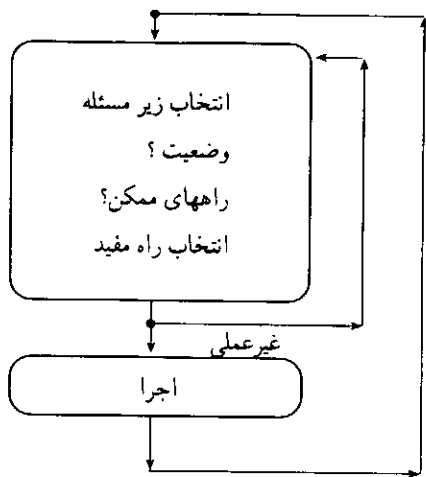 انتخاب زیر مسئله
وضعیت ؟
راههای ممکن؟
انتخاب راه مفید
غیرعملی
اجرا